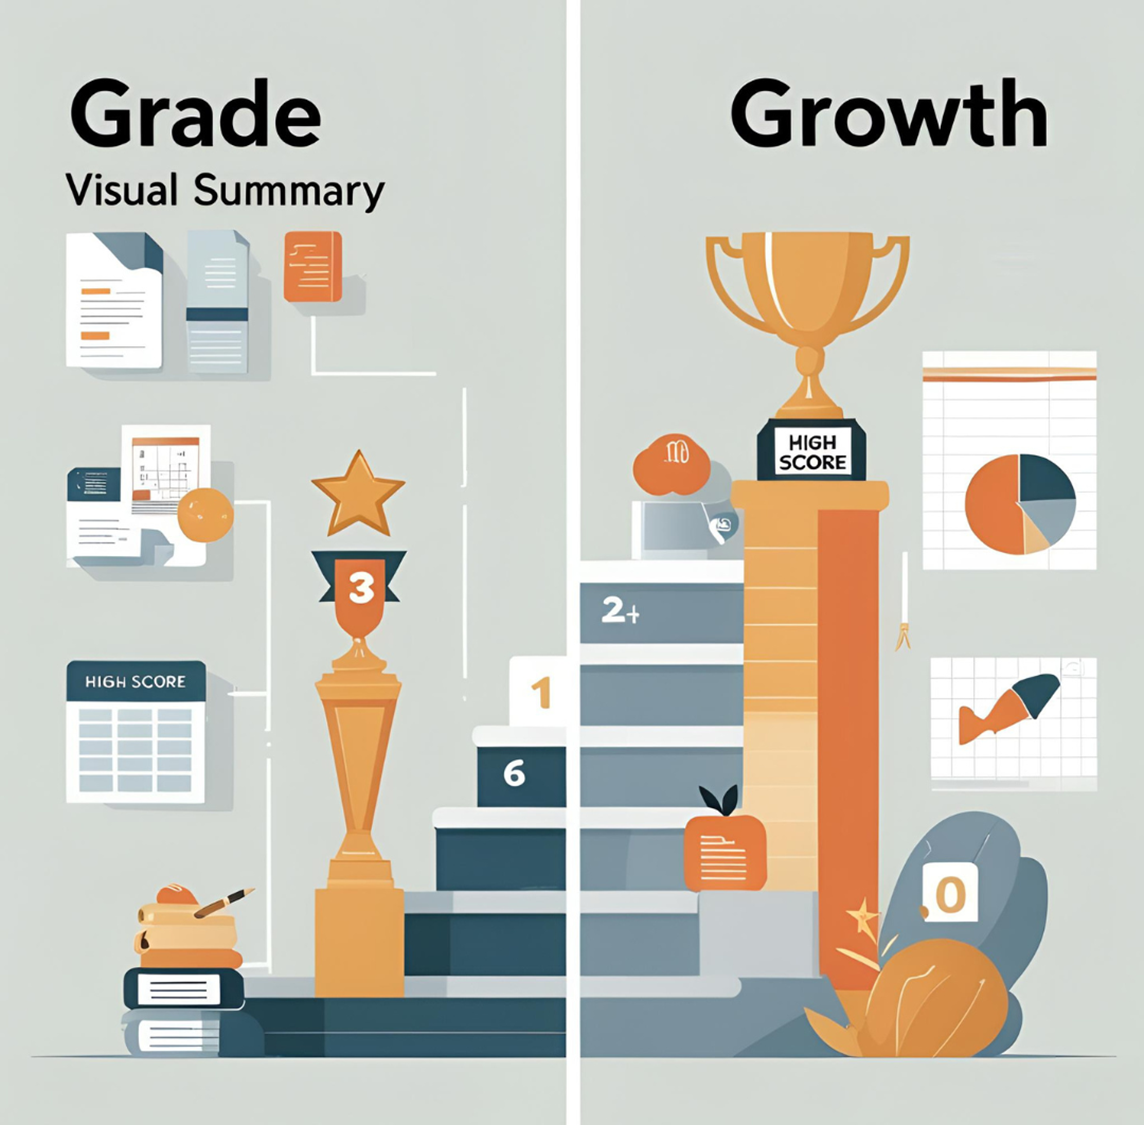 Grade
Visual Summary
3
HIGH SCORE
1
6
Growth
HIGH
SCORE
2+
0